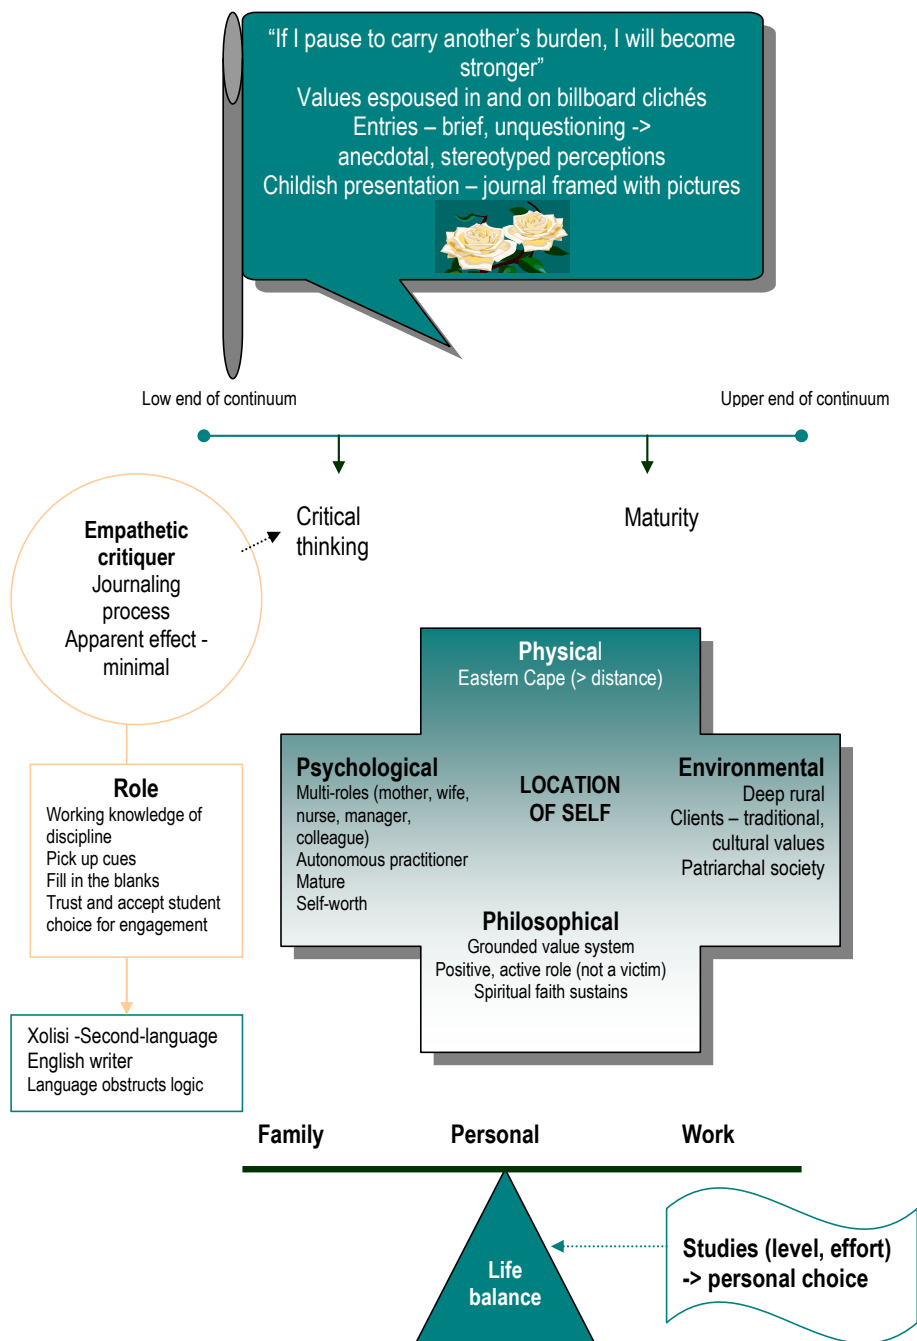 “If I pause to carry another’s burden, I will become
stronger”
Values espoused in and on billboard clichés
Entries – brief, unquestioning ->
anecdotal, stereotyped perceptions
Childish presentation – journal framed with pictures
Low end of continuum
Upper end of continuum
Critical
thinking
Maturity
Empathetic
critiquer
Journaling
process
Apparent effect -
minimal
Role
Working knowledge of
discipline
Pick up cues
Fill in the blanks
Trust and accept student
choice for engagement
Xolisi -Second-language
English writer
Language obstructs logic
Physical
Eastern Cape (> distance)
Psychological
Multi-roles (mother, wife,
nurse, manager,
colleague)
Autonomous practitioner
Mature
Self-worth
LOCATION
OF SELF
Environmental
Deep rural
Clients – traditional,
cultural values
Patriarchal society
Philosophical
Grounded value system
Positive, active role (not a victim)
Spiritual faith sustains
Family
Personal
Work
Life
balance
Studies (level, effort)
-> personal choice